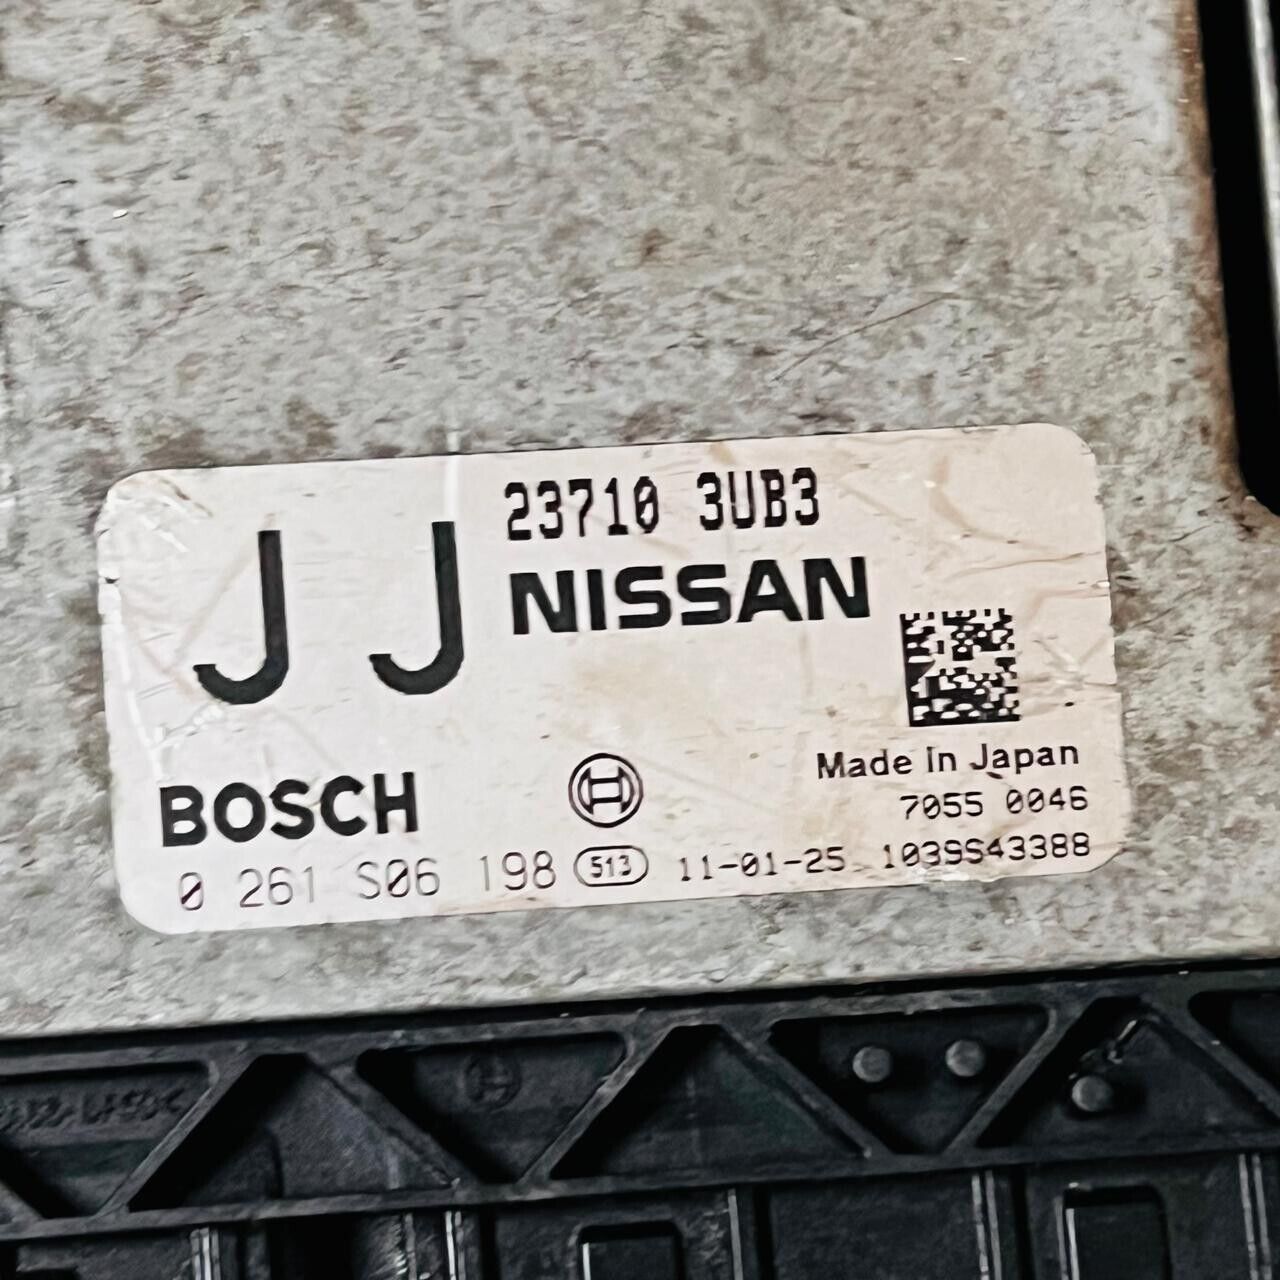 23710 3UB3
J J
NISSAN
Made in Japan
BOSCH
7055 0046
0 261 S06 198 513 11-01-25 1039S43388